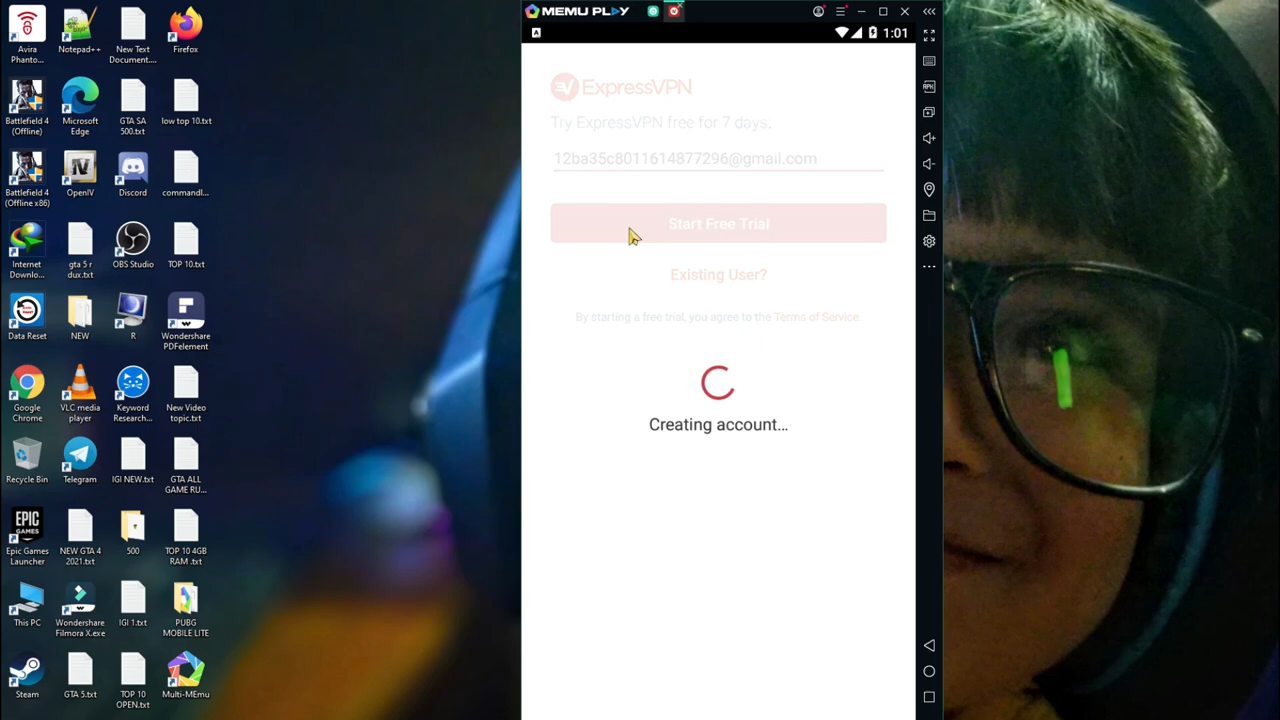 Avira
Phanto...
Notepad++
New Text
Document....
Firefox
Battlefield 4
(Offline)
Microsoft
Edge
GTA SA
500.txt
low top 10.txt
Battlefield 4
(Offline x86)
OpenIV
Discord
commandl...
Internet
Downlo...
gta 5 r
dux.txt
OBS Studio
TOP 10.txt
Data Reset
NEW
R
Wondershare
PDFelement
Google
Chrome
VLC media
player
Keyword
Research...
New Video
topic.txt
Recycle Bin
Telegram
IGI NEW.txt
GTA ALL
GAME RU...
EPIC
GAMES
Epic Games
Launcher
NEW GTA 4
2021.txt
500
TOP 10 4GB
RAM .txt
This PC
Wondershare
Filmora X.exe
IGI 1.txt
PUBG
MOBILE LITE
Steam
GTA 5.txt
TOP 10
OPEN.txt
Multi-MEmu
MEMU PLAY
A
1:01
ExpressVPN
Try ExpressVPN free for 7 days:
12ba35c8011614877296@gmail.com
Start Free Trial
Existing User?
By starting a free trial, you agree to the Terms of Service.
Creating account...
APK